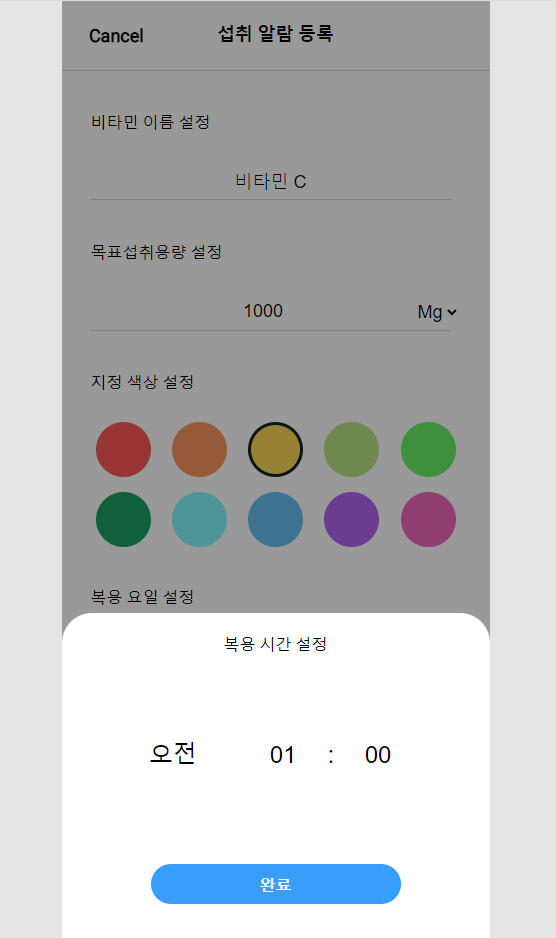 Cancel 섭취 알람 등록
비타민 이름 설정
비타민 C
목표섭취용량 설정
1000 Mg
지정 색상 설정
복용 요일 설정
복용 시간 설정
오전 01 : 00
완료